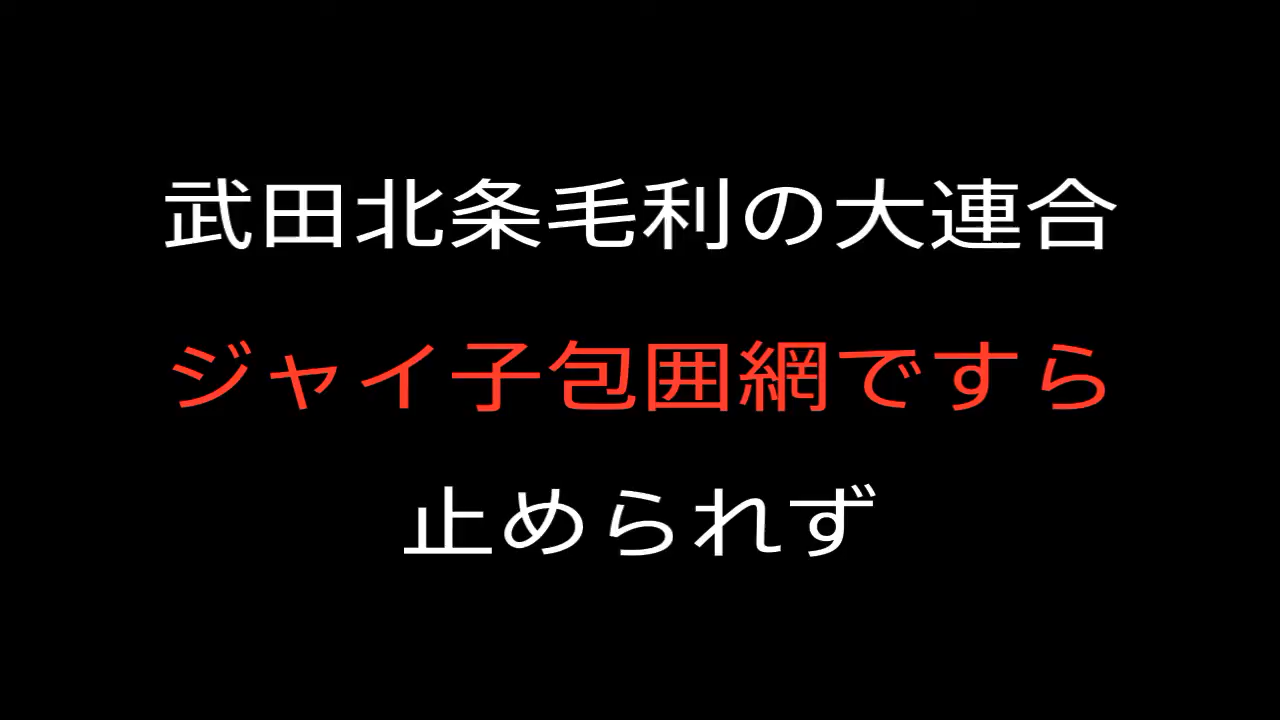 武田北条毛利の大連合
ジャイ子包囲網ですら
止められず